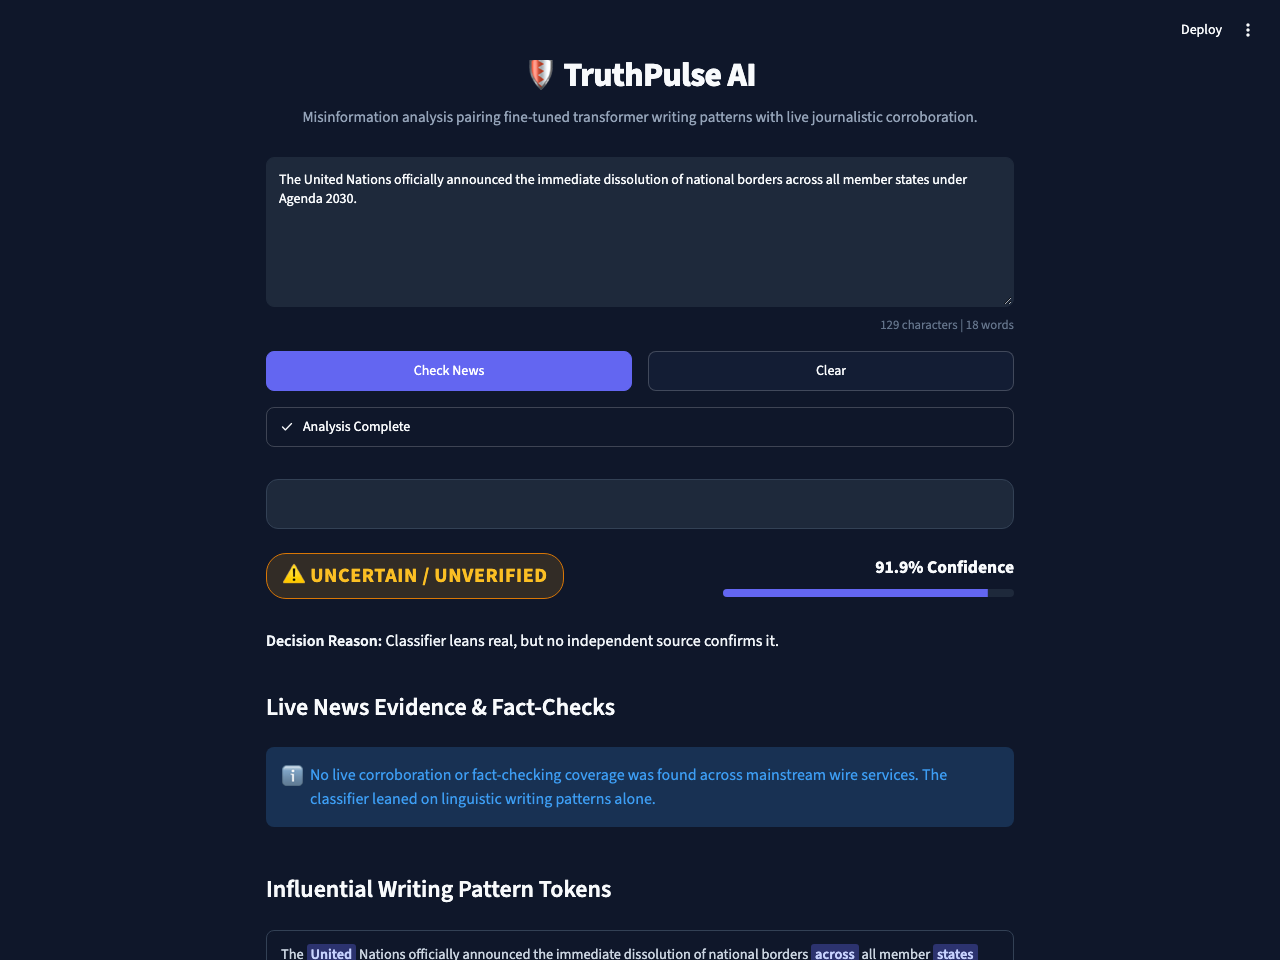 Deploy
TruthPulse AI
Misinformation analysis pairing fine-tuned transformer writing patterns with live journalistic corroboration.
The United Nations officially announced the immediate dissolution of national borders across all member states under
Agenda 2030.
129 characters | 18 words
Check News
Clear
Analysis Complete
UNCERTAIN / UNVERIFIED
91.9% Confidence
Decision Reason: Classifier leans real, but no independent source confirms it.
Live News Evidence & Fact-Checks
No live corroboration or fact-checking coverage was found across mainstream wire services. The
classifier leaned on linguistic writing patterns alone.
Influential Writing Pattern Tokens
The United Nations officially announced the immediate dissolution of national borders across all member states